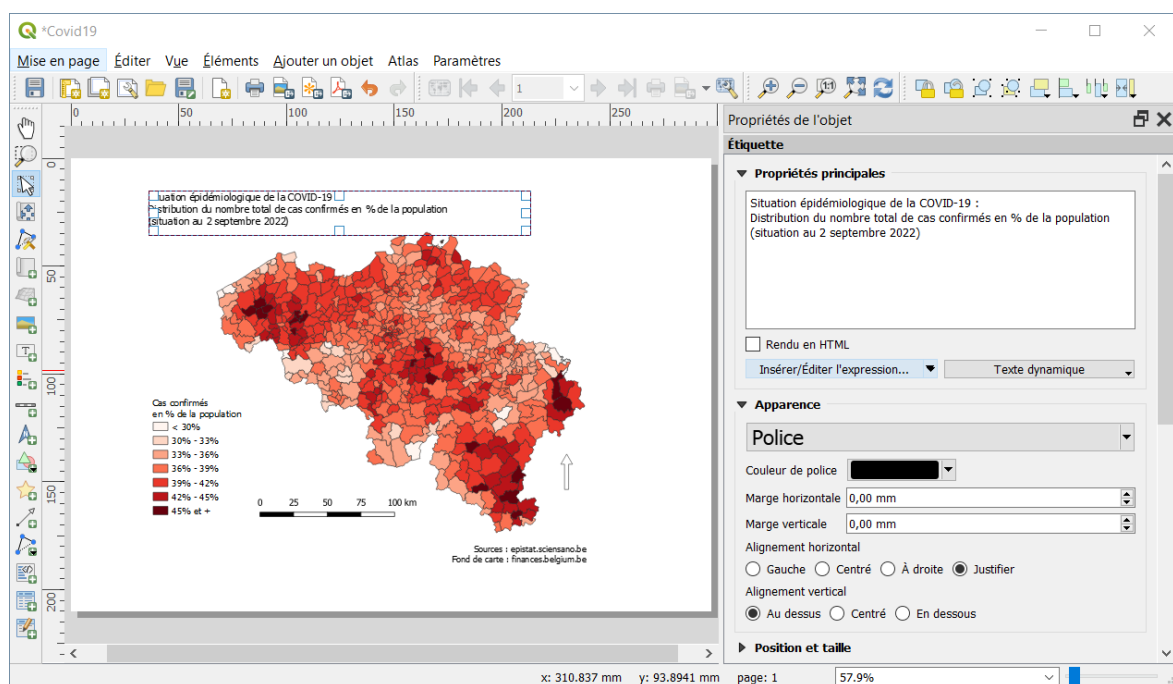 *Covid19
Mise en page Éditer Vue Éléments Ajouter un objet Atlas Paramètres
1
0 50 100 150 200 250
0
50
100
150
200
uation épidémiologique de la COVID-19
stribution du nombre total de cas confirmés en % de la population
(situation au 2 septembre 2022)
Cas confirmés
en % de la population
< 30%
30% - 33%
33% - 36%
36% - 39%
39% - 42%
42% - 45%
45% et +
0 25 50 75 100 km
Sources : epistat.sciensano.be
Fond de carte : finances.belgium.be
Propriétés de l'objet
Étiquette
Propriétés principales
Situation épidémiologique de la COVID-19 :
Distribution du nombre total de cas confirmés en % de la population
(situation au 2 septembre 2022)
Rendu en HTML
Insérer/Éditer l'expression... Texte dynamique
Apparence
Police
Couleur de police
Marge horizontale 0,00 mm
Marge verticale 0,00 mm
Alignement horizontal
Gauche Centré À droite Justifier
Alignement vertical
Au dessus Centré En dessous
Position et taille
x: 310.837 mm y: 93.8941 mm page: 1 57.9%